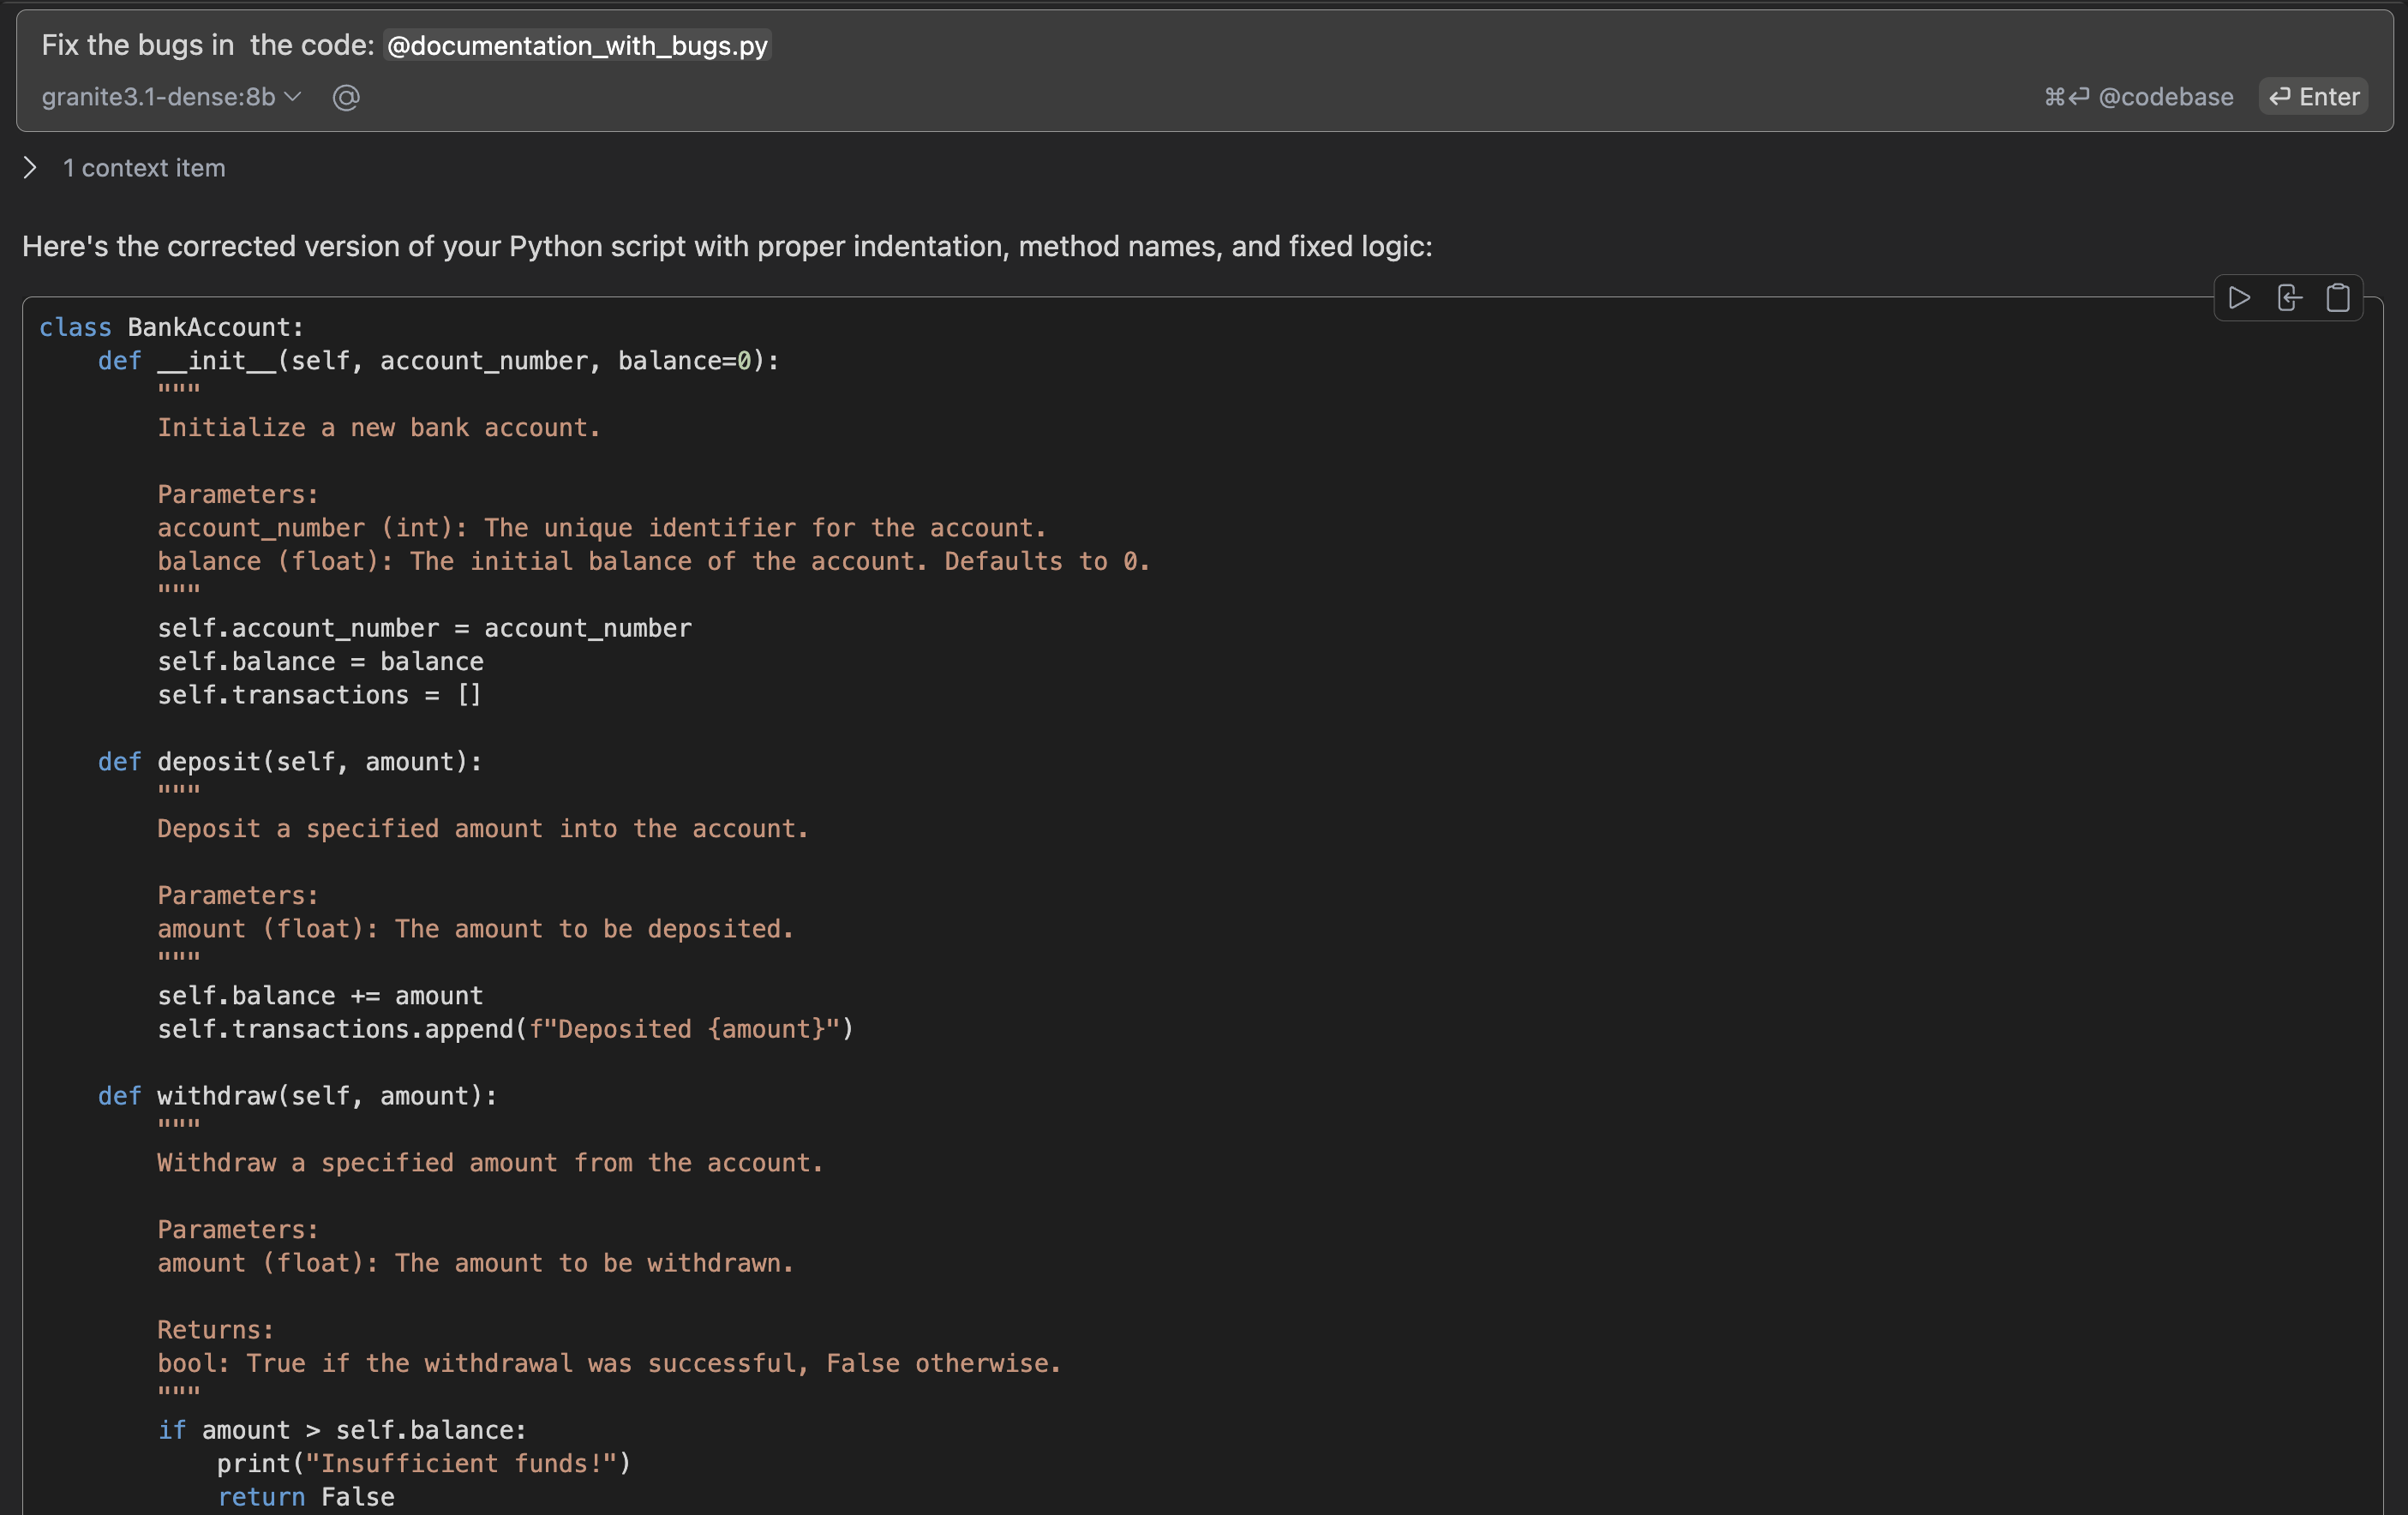 Fix the bugs in  the code: @documentation_with_bugs.py
granite3.1-dense:8b @ ⌘⏎ @codebase ⏎ Enter
1 context item
Here's the corrected version of your Python script with proper indentation, method names, and fixed logic:
class BankAccount:
    def __init__(self, account_number, balance=0):
        """
        Initialize a new bank account.

        Parameters:
        account_number (int): The unique identifier for the account.
        balance (float): The initial balance of the account. Defaults to 0.
        """
        self.account_number = account_number
        self.balance = balance
        self.transactions = []

    def deposit(self, amount):
        """
        Deposit a specified amount into the account.

        Parameters:
        amount (float): The amount to be deposited.
        """
        self.balance += amount
        self.transactions.append(f"Deposited {amount}")

    def withdraw(self, amount):
        """
        Withdraw a specified amount from the account.

        Parameters:
        amount (float): The amount to be withdrawn.

        Returns:
        bool: True if the withdrawal was successful, False otherwise.
        """
        if amount > self.balance:
            print("Insufficient funds!")
            return False